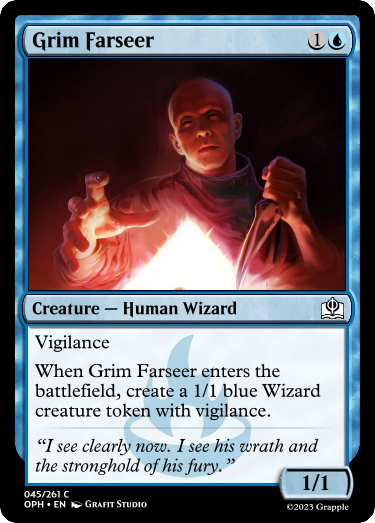 Grim Farseer 1
Creature — Human Wizard
Vigilance
When Grim Farseer enters the
battlefield, create a 1/1 blue Wizard
creature token with vigilance.
“I see clearly now. I see his wrath and
the stronghold of his fury.”
1/1
045/261 C
OPH • EN Grafit Studio
©2023 Grapple